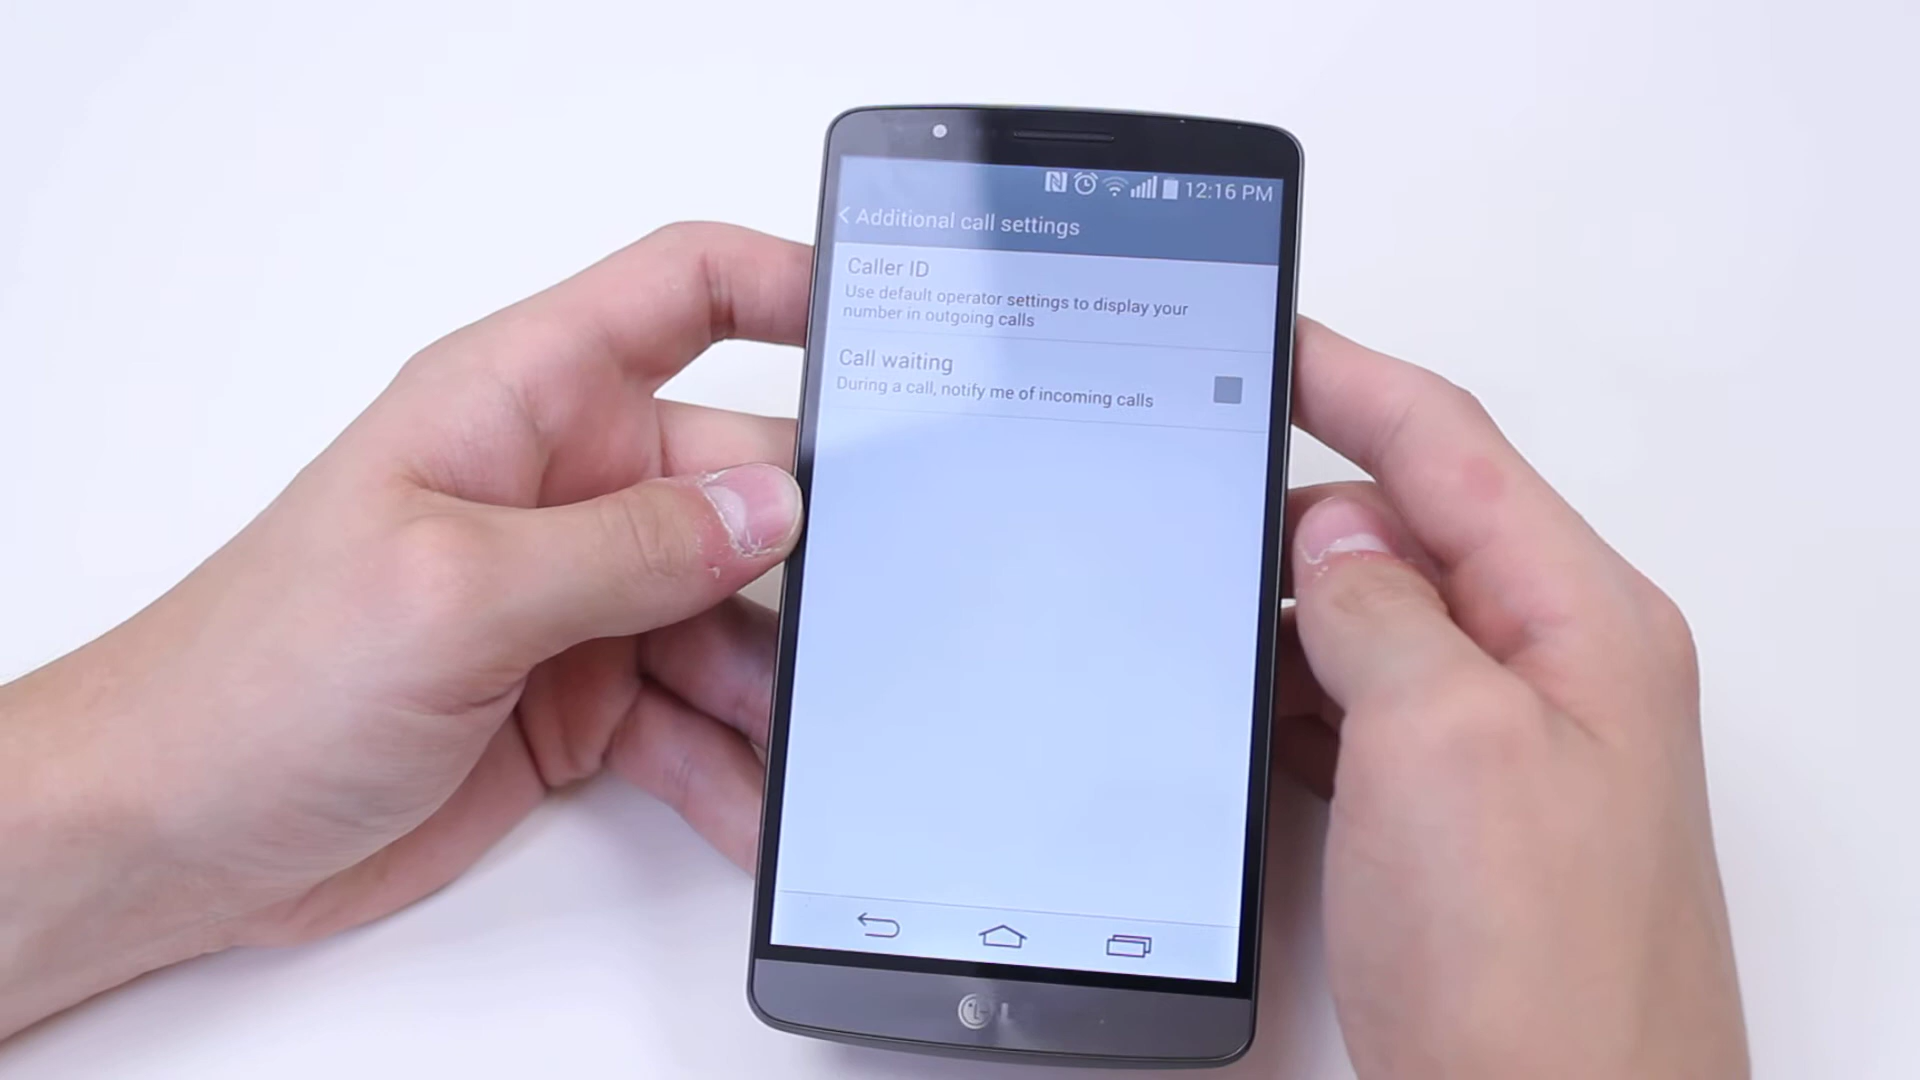 12:16 PM
Additional call settings
Caller ID
Use default operator settings to display your
number in outgoing calls
Call waiting
During a call, notify me of incoming calls
LG